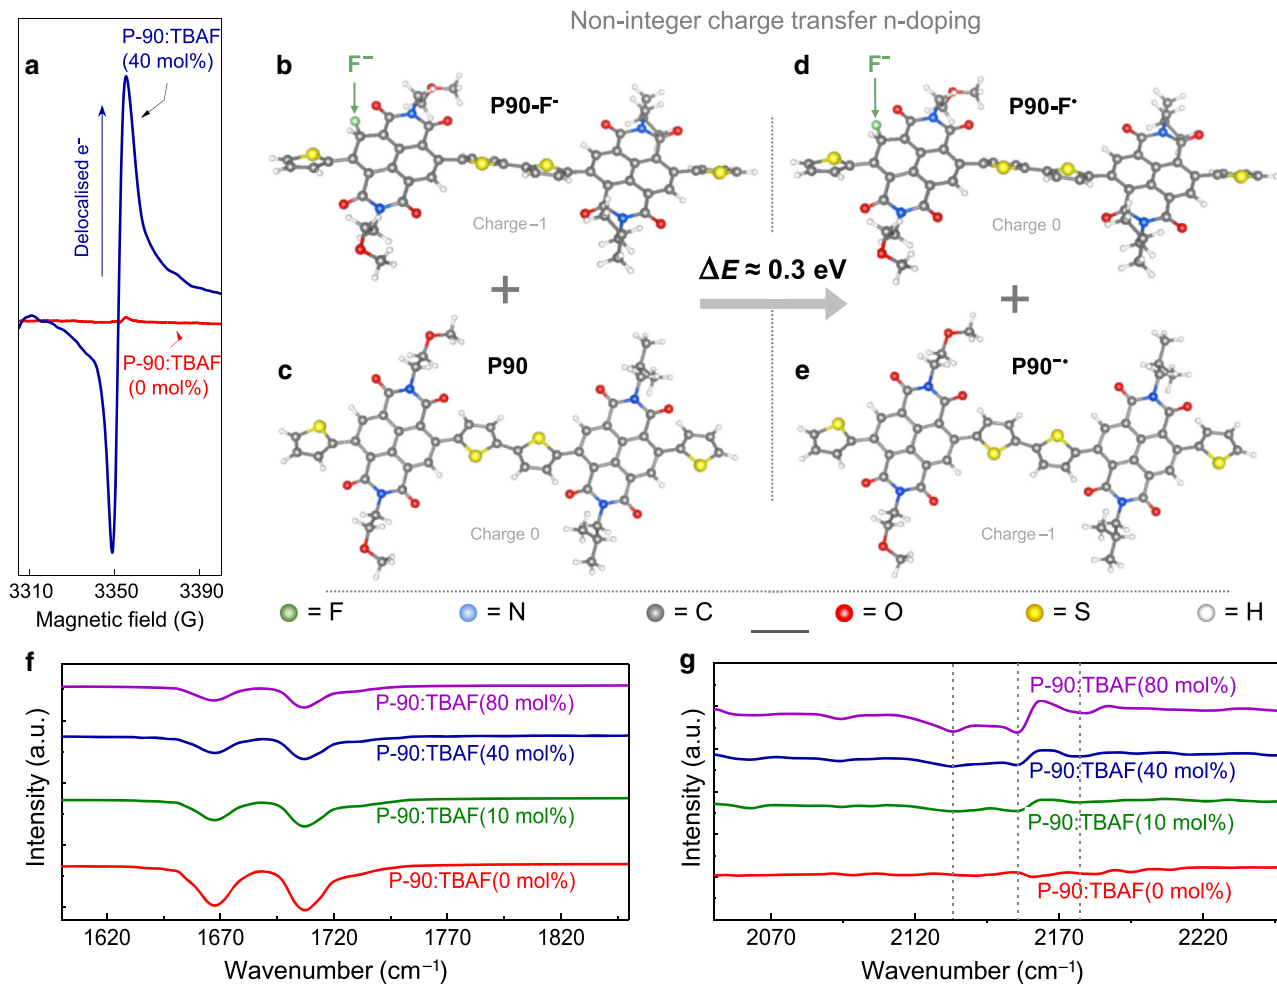 Non-integer charge transfer n-doping
a
P-90:TBAF
(40 mol%)
Delocalised e⁻
P-90:TBAF
(0 mol%)
3310
3350
3390
Magnetic field (G)
b
F⁻
P90-F⁻
Charge –1
+
c
P90
Charge 0
ΔE ≈ 0.3 eV
d
F⁻
P90-F•
Charge 0
+
e
P90⁻•
Charge –1
= F
= N
= C
= O
= S
= H
f
P-90:TBAF(80 mol%)
P-90:TBAF(40 mol%)
P-90:TBAF(10 mol%)
P-90:TBAF(0 mol%)
Intensity (a.u.)
1620
1670
1720
1770
1820
Wavenumber (cm⁻¹)
g
P-90:TBAF(80 mol%)
P-90:TBAF(40 mol%)
P-90:TBAF(10 mol%)
P-90:TBAF(0 mol%)
Intensity (a.u.)
2070
2120
2170
2220
Wavenumber (cm⁻¹)